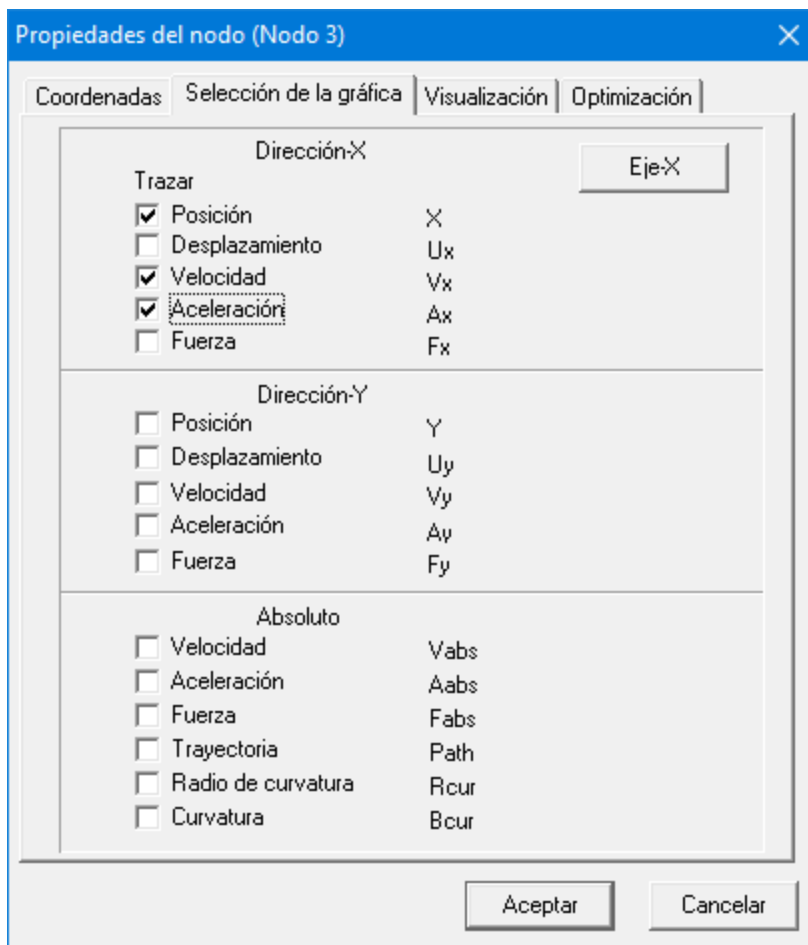 Propiedades del nodo (Nodo 3)
Coordenadas Selección de la gráfica Visualización Optimización
Dirección-X
Eje-X
Trazar
Posición X
Desplazamiento Ux
Velocidad Vx
Aceleración Ax
Fuerza Fx
Dirección-Y
Posición Y
Desplazamiento Uy
Velocidad Vy
Aceleración Ay
Fuerza Fy
Absoluto
Velocidad Vabs
Aceleración Aabs
Fuerza Fabs
Trayectoria Path
Radio de curvatura Rcur
Curvatura Bcur
Aceptar Cancelar